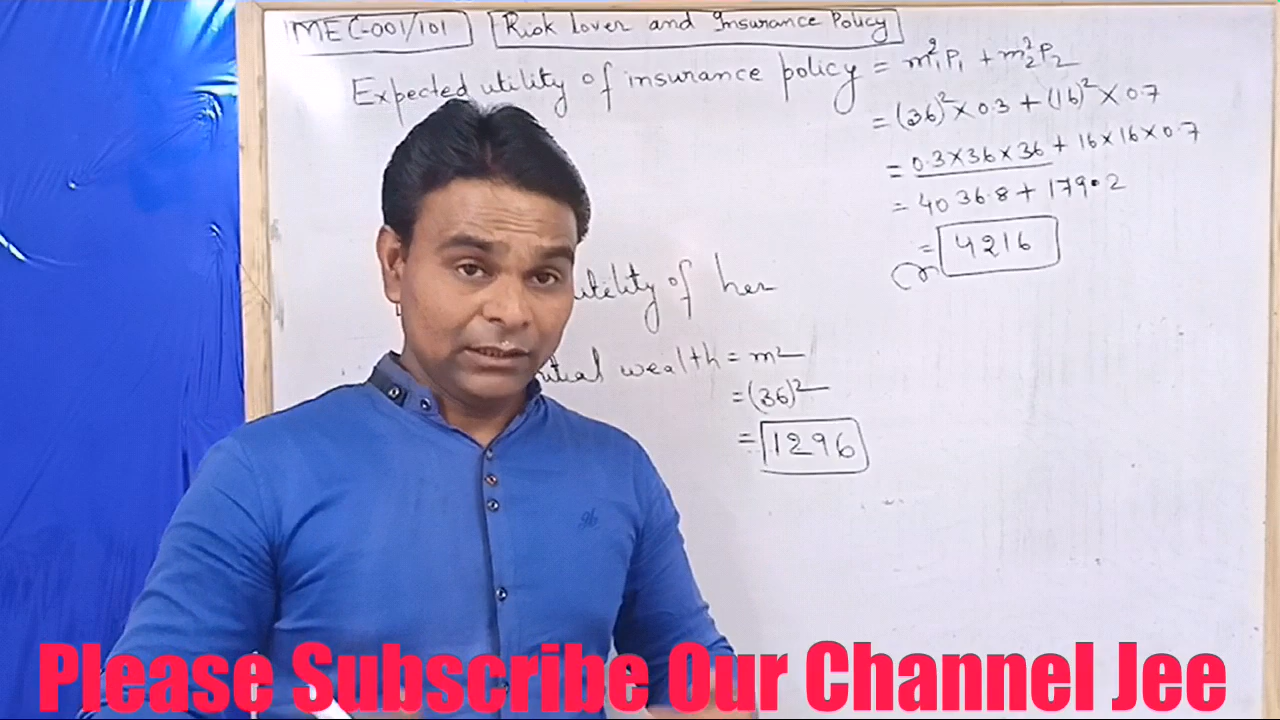 MEC-001/101 Risk Lover and Insurance Policy
Expected utility of insurance policy = m₁²P₁ + m₂²P₂
= (36)² × 0.3 + (16)² × 0.7
= 0.3×36×36 + 16×16×0.7
= 4036.8 + 179.2
= 4216
utility of her
initial wealth = m²
= (36)²
= 1296
gb
Please Subscribe Our Channel Jee